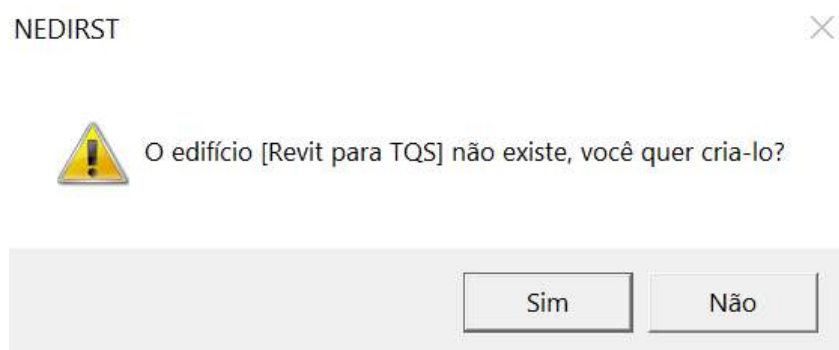 NEDIRST
O edifício [Revit para TQS] não existe, você quer cria-lo?
Sim
Não